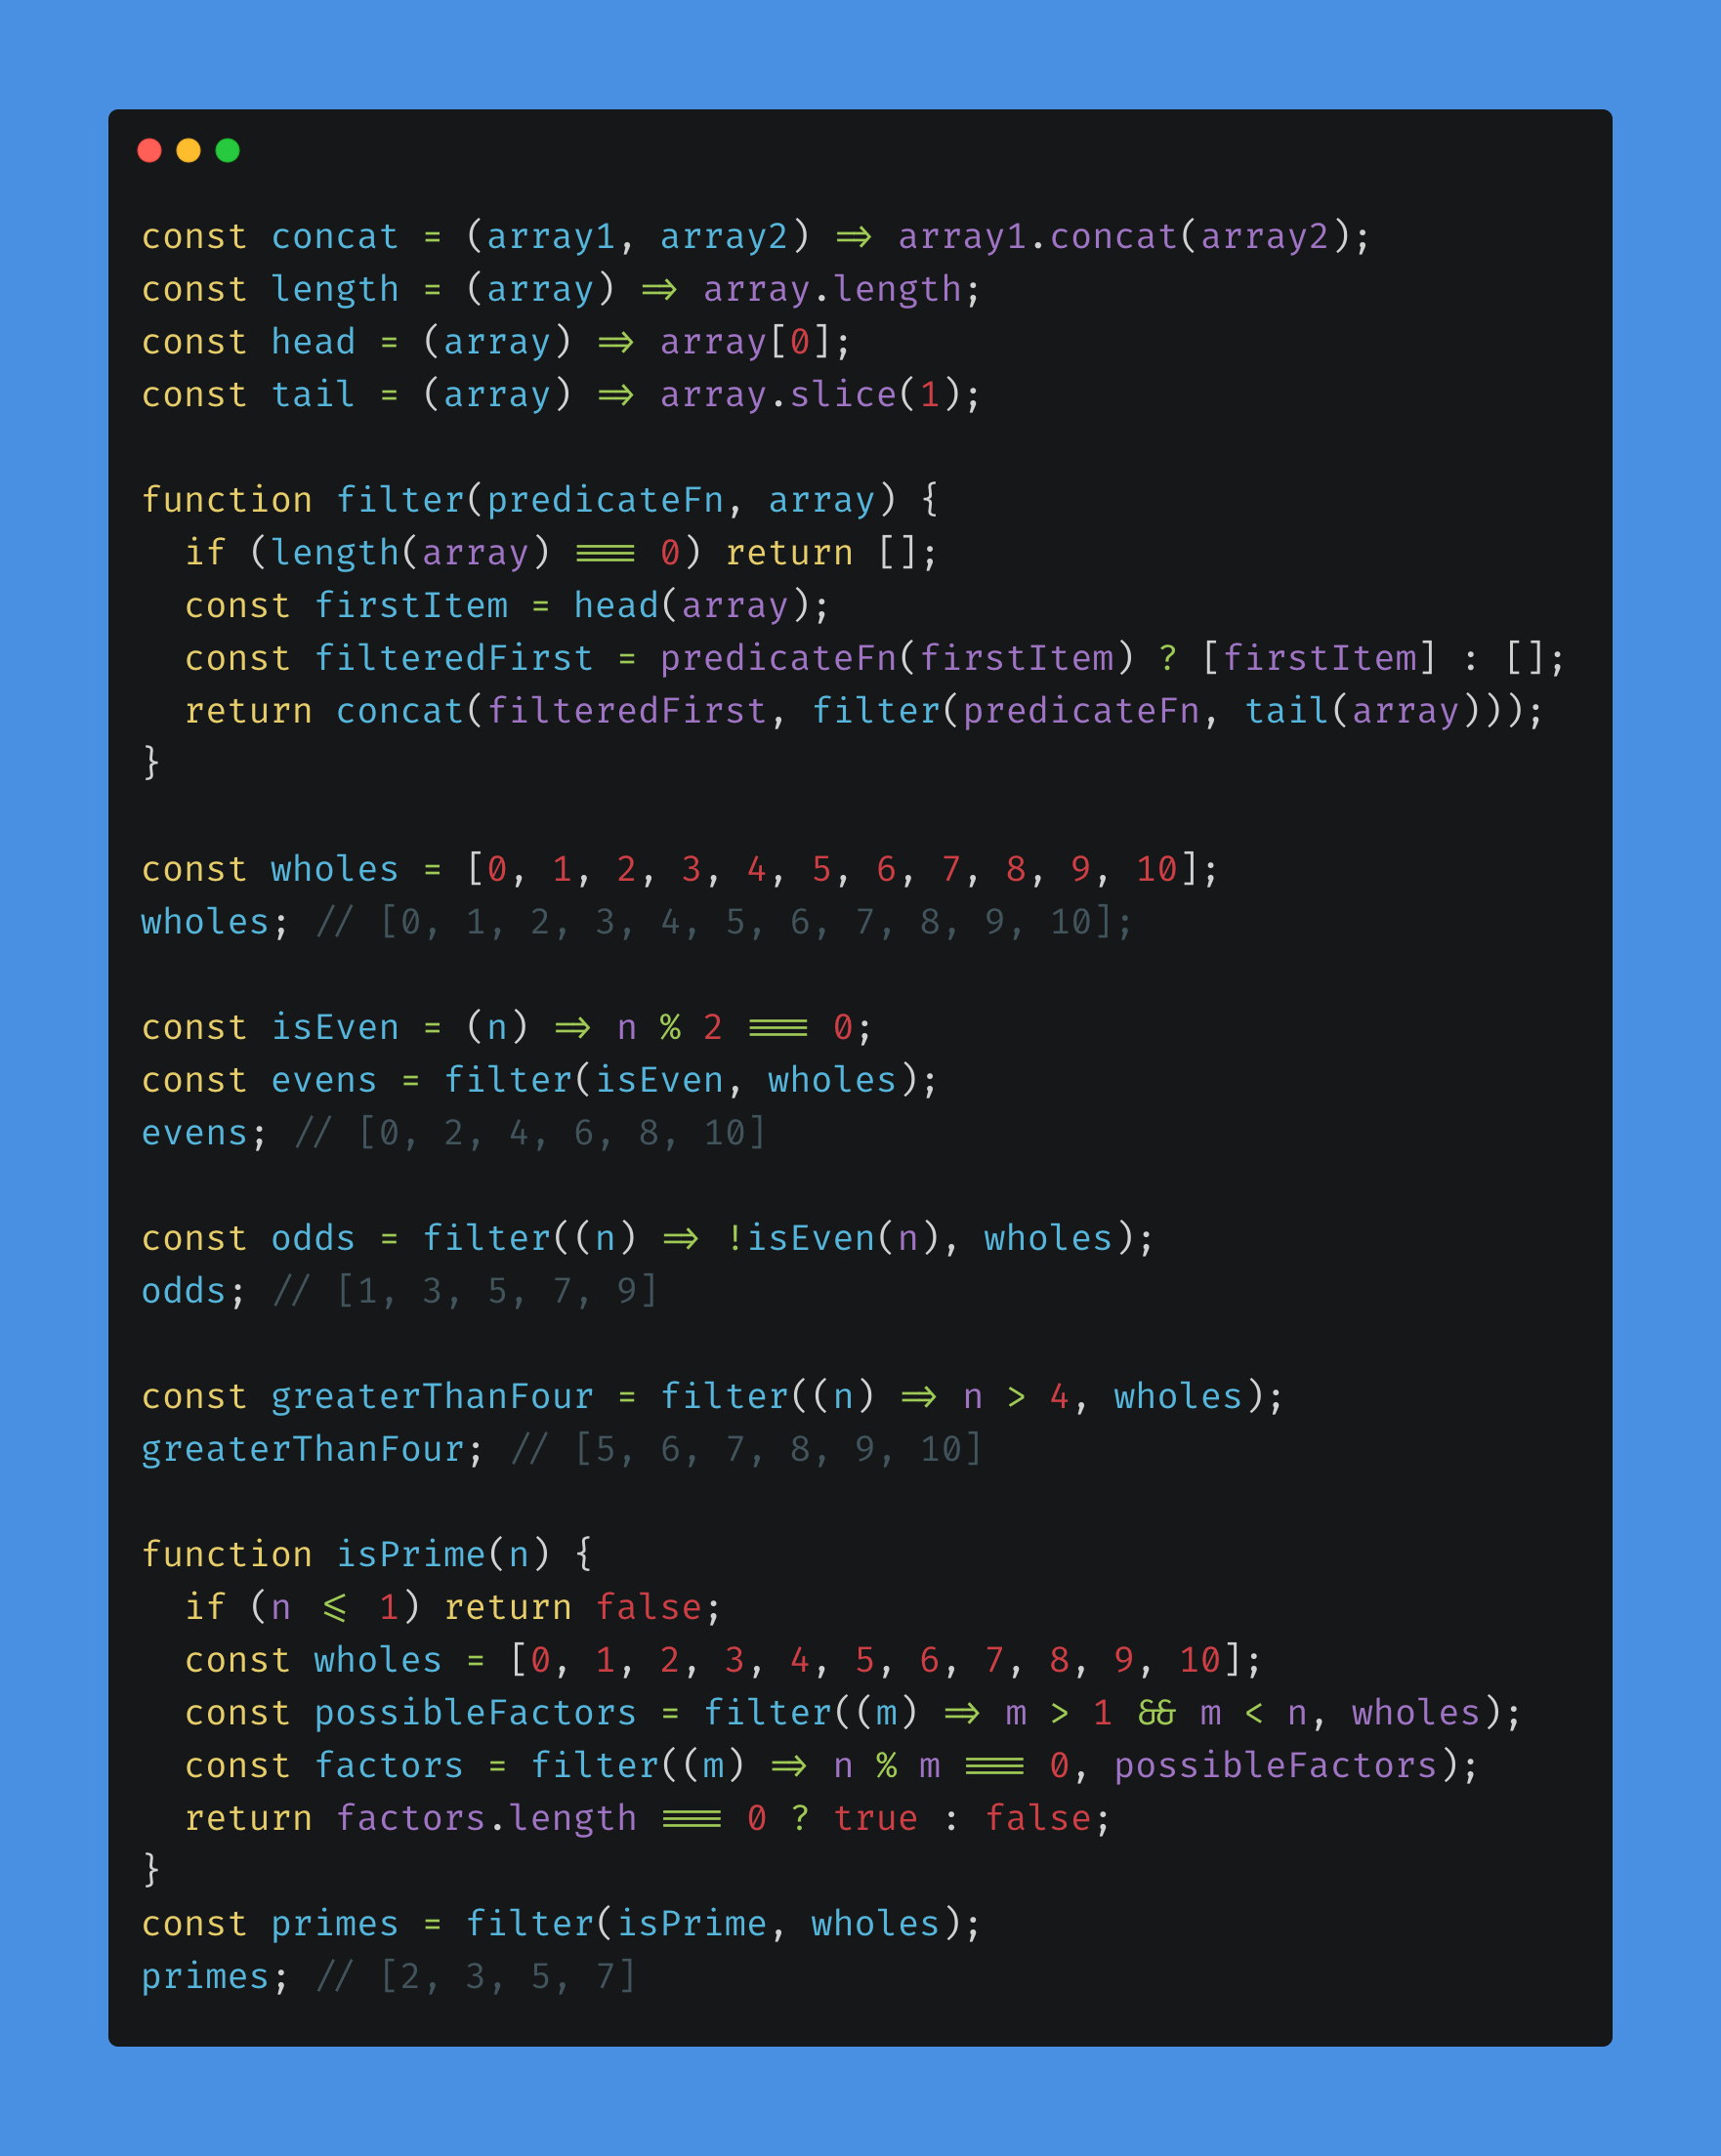 const concat = (array1, array2) => array1.concat(array2);
const length = (array) => array.length;
const head = (array) => array[0];
const tail = (array) => array.slice(1);
function filter(predicateFn, array) {
  if (length(array) === 0) return [];
  const firstItem = head(array);
  const filteredFirst = predicateFn(firstItem) ? [firstItem] : [];
  return concat(filteredFirst, filter(predicateFn, tail(array)));
}
const wholes = [0, 1, 2, 3, 4, 5, 6, 7, 8, 9, 10];
wholes; // [0, 1, 2, 3, 4, 5, 6, 7, 8, 9, 10];
const isEven = (n) => n % 2 === 0;
const evens = filter(isEven, wholes);
evens; // [0, 2, 4, 6, 8, 10]
const odds = filter((n) => !isEven(n), wholes);
odds; // [1, 3, 5, 7, 9]
const greaterThanFour = filter((n) => n > 4, wholes);
greaterThanFour; // [5, 6, 7, 8, 9, 10]
function isPrime(n) {
  if (n <= 1) return false;
  const wholes = [0, 1, 2, 3, 4, 5, 6, 7, 8, 9, 10];
  const possibleFactors = filter((m) => m > 1 && m < n, wholes);
  const factors = filter((m) => n % m === 0, possibleFactors);
  return factors.length === 0 ? true : false;
}
const primes = filter(isPrime, wholes);
primes; // [2, 3, 5, 7]